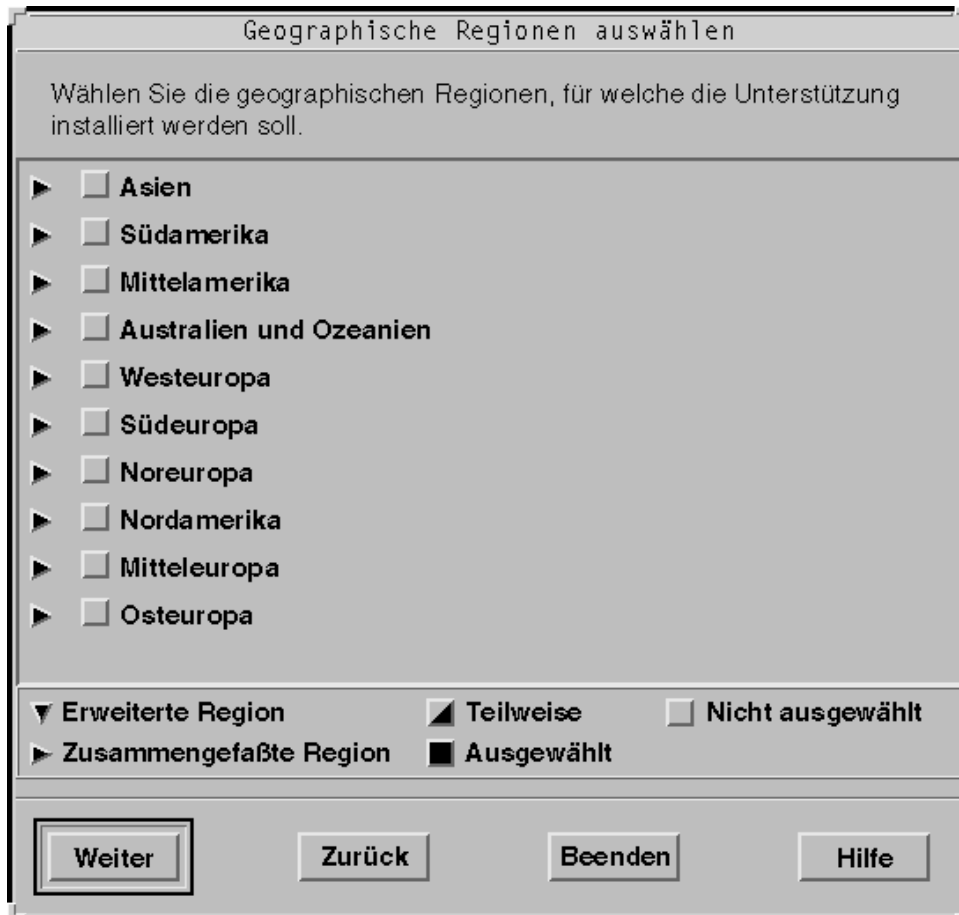 Geographische Regionen auswählen
Wählen Sie die geographischen Regionen, für welche die Unterstützung
installiert werden soll.
Asien
Südamerika
Mittelamerika
Australien und Ozeanien
Westeuropa
Südeuropa
Noreuropa
Nordamerika
Mitteleuropa
Osteuropa
Erweiterte Region Teilweise Nicht ausgewählt
Zusammengefaßte Region Ausgewählt
Weiter Zurück Beenden Hilfe